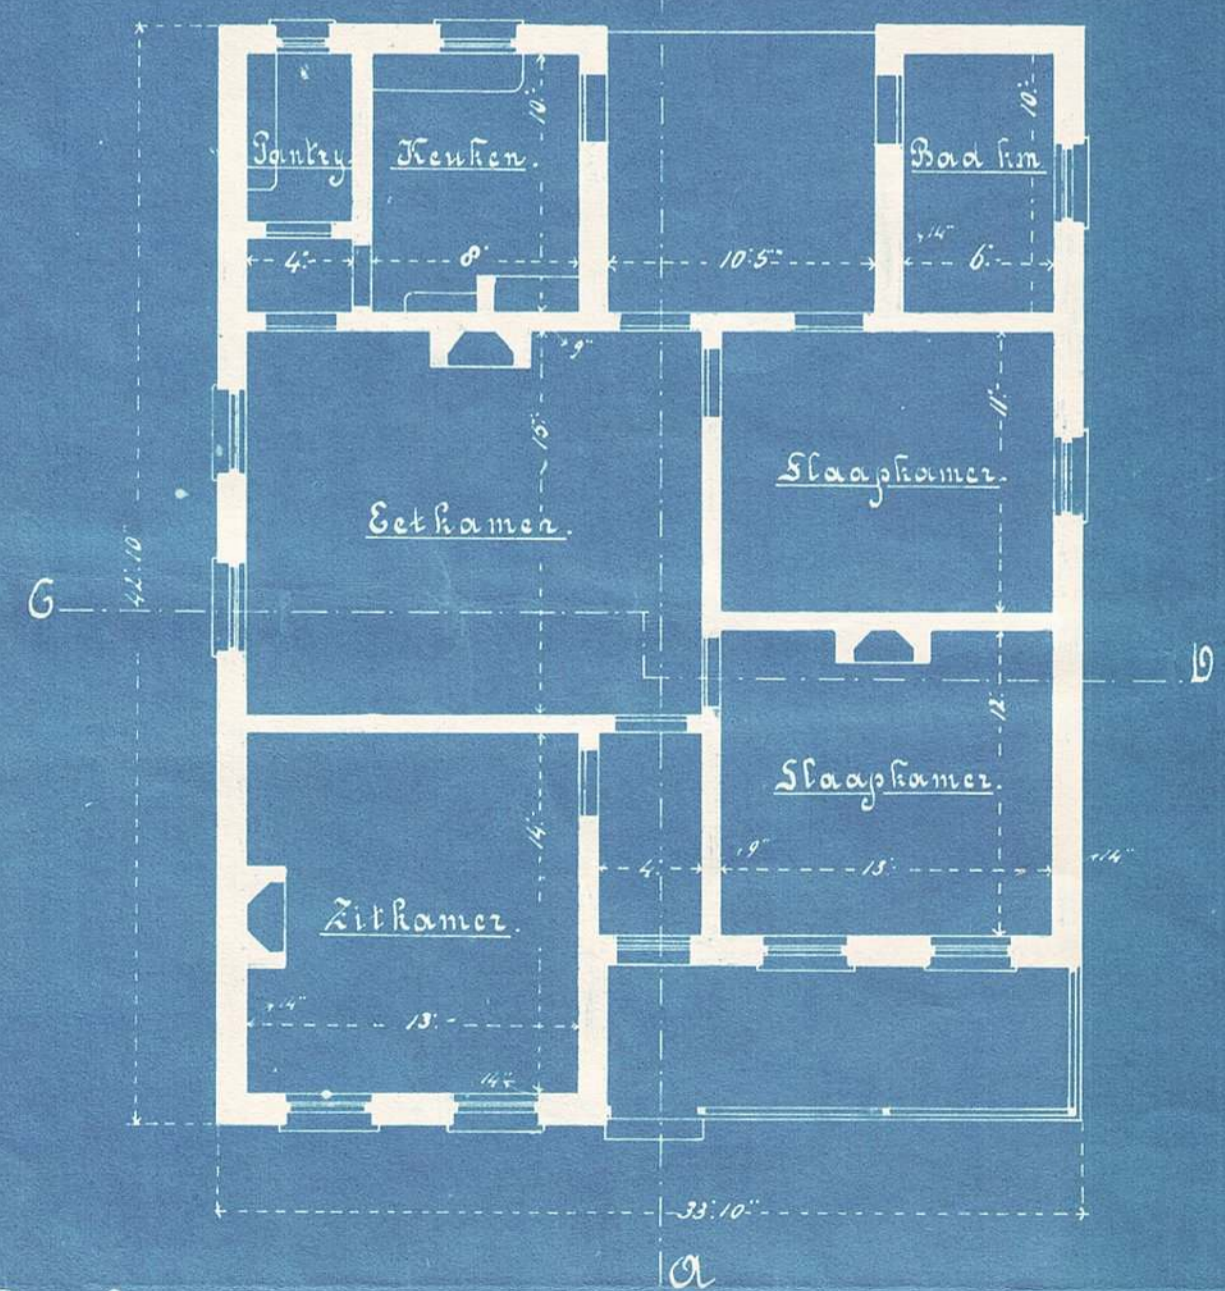 Pantry.
Keuken.
10'.-
Bad km
10'.-
14"
4'.-
8'
10'.5"
6'.-
9"
15'.-
11'.-
Slaapkamer.
Eetkamer.
42'.10"
C
D
12'.-
Slaapkamer.
14'.-
9"
4'.
13'.-
14"
Zitkamer.
14"
13'.-
14"
33'.10"
A